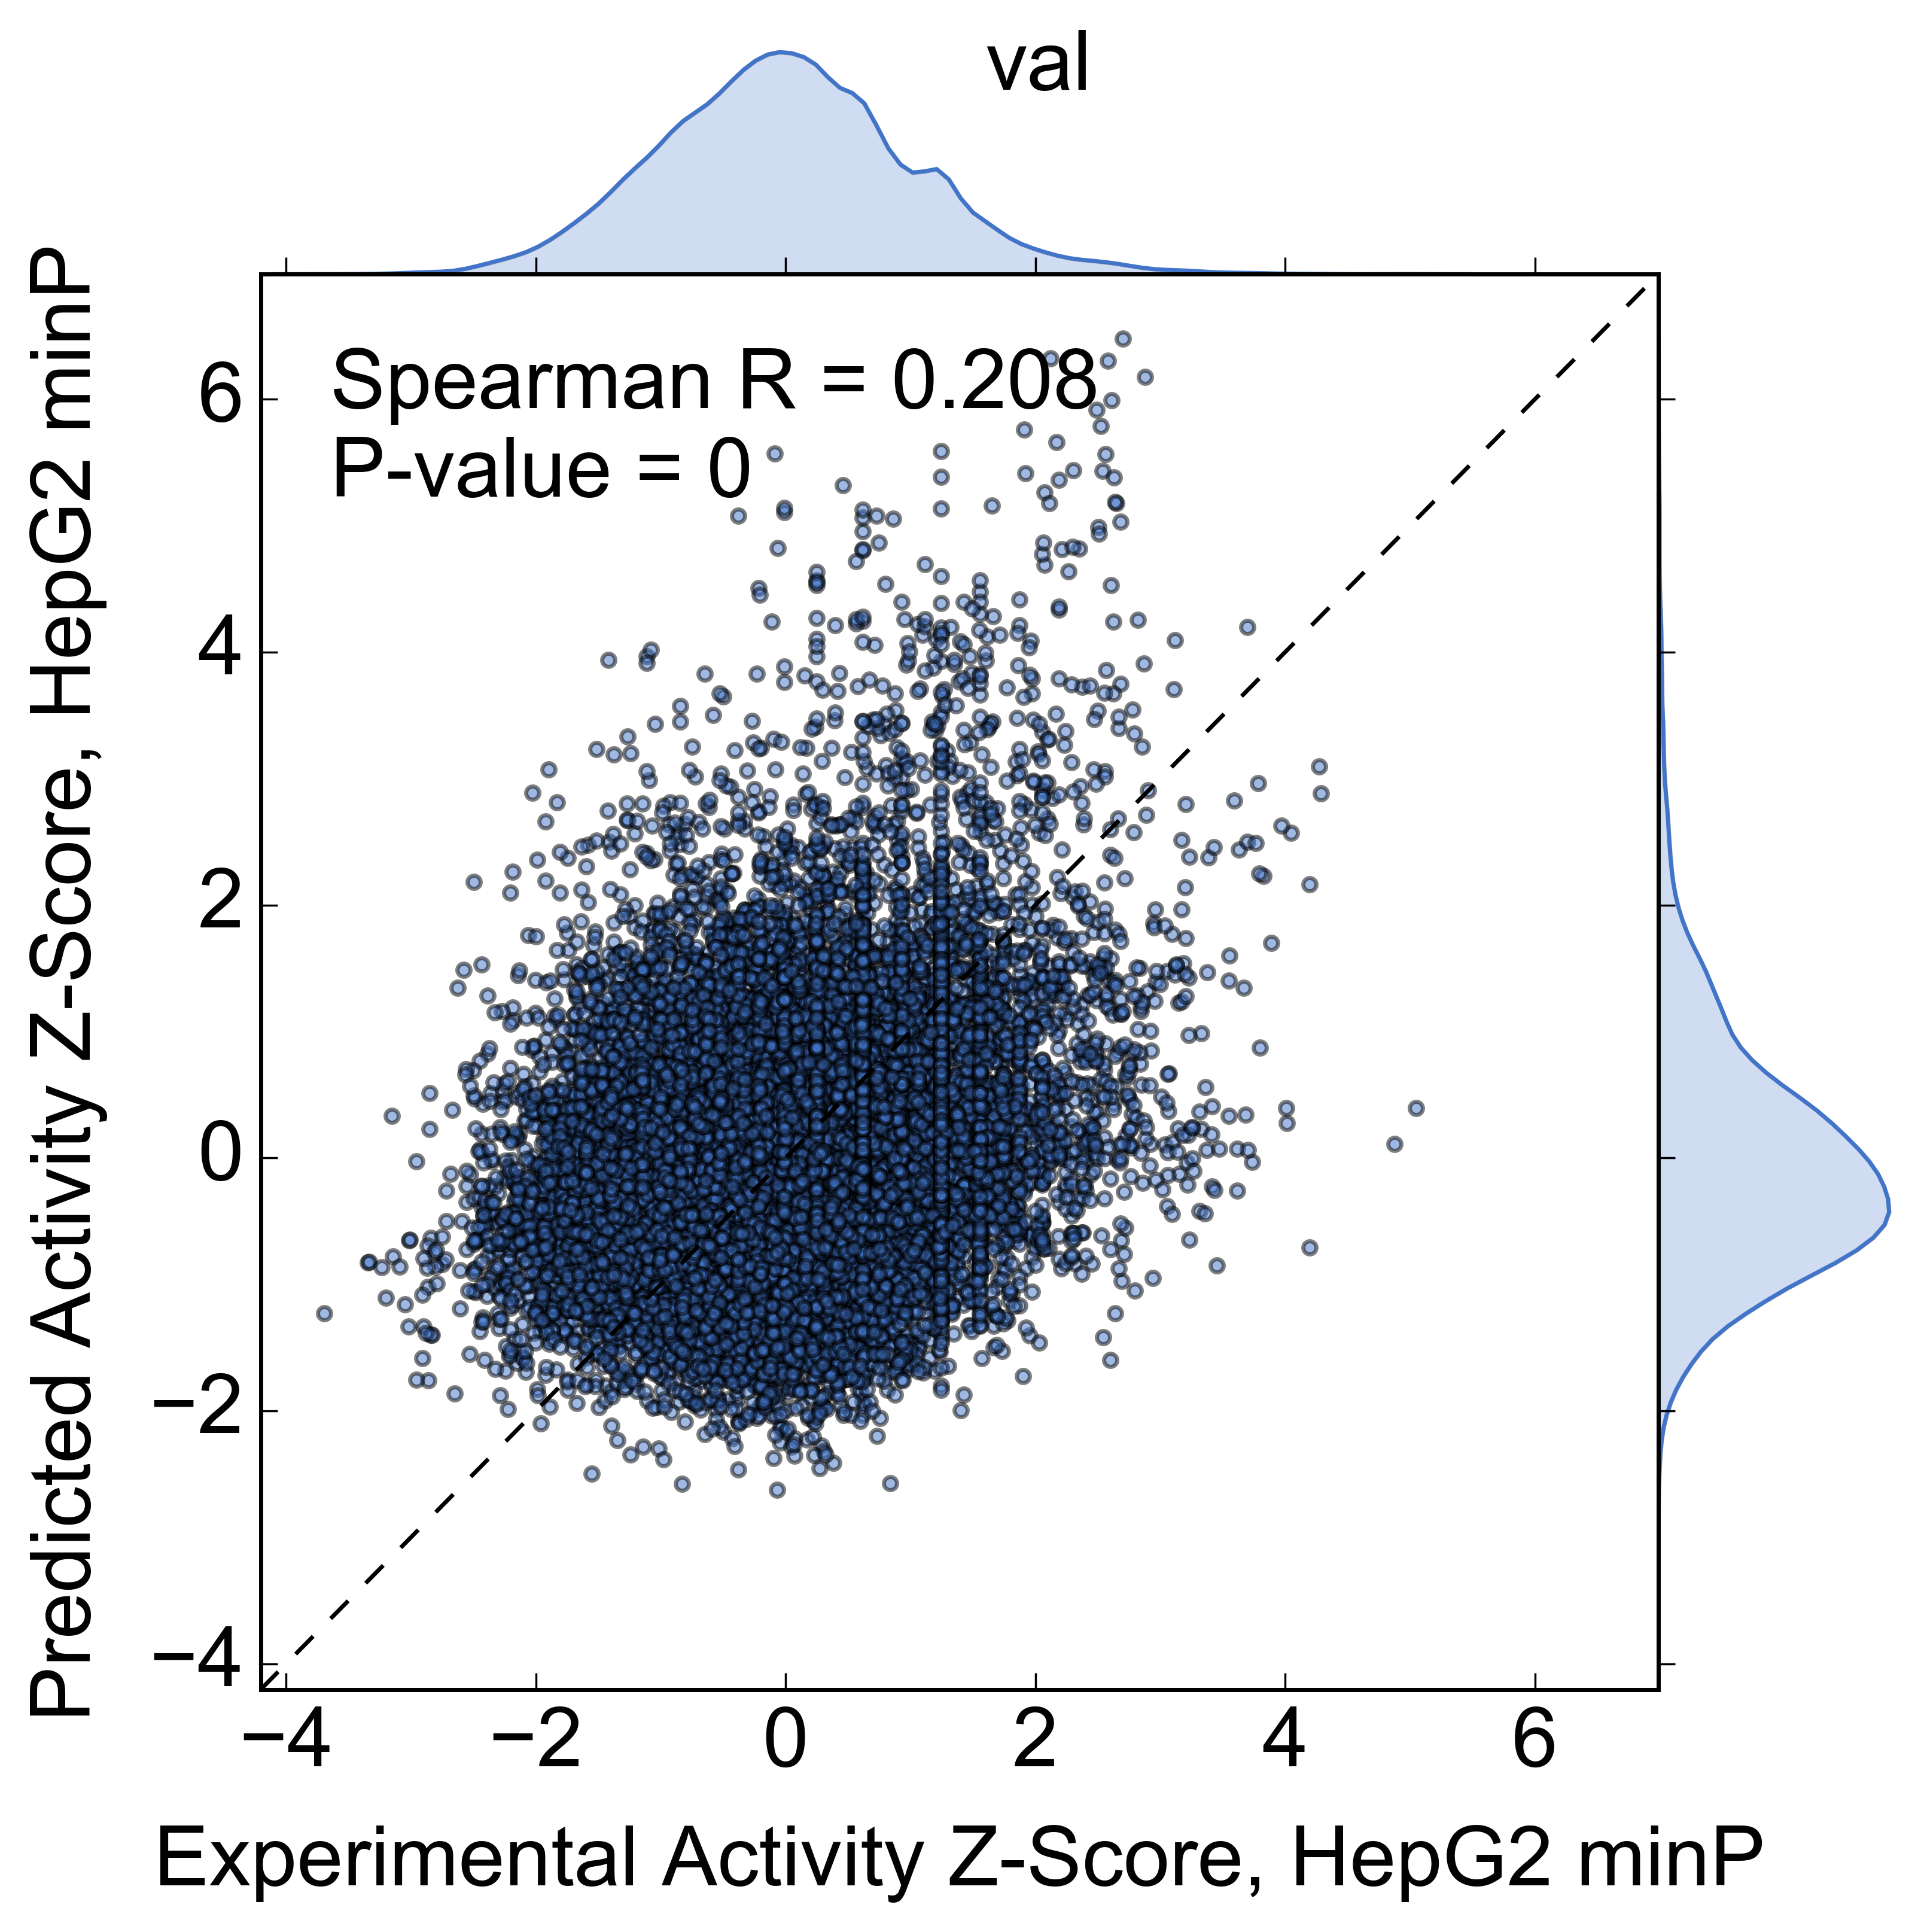 val
Spearman R = 0.208
P-value = 0
Predicted Activity Z-Score, HepG2 minP
6
4
2
0
−2
−4
−4 −2 0 2 4 6
Experimental Activity Z-Score, HepG2 minP